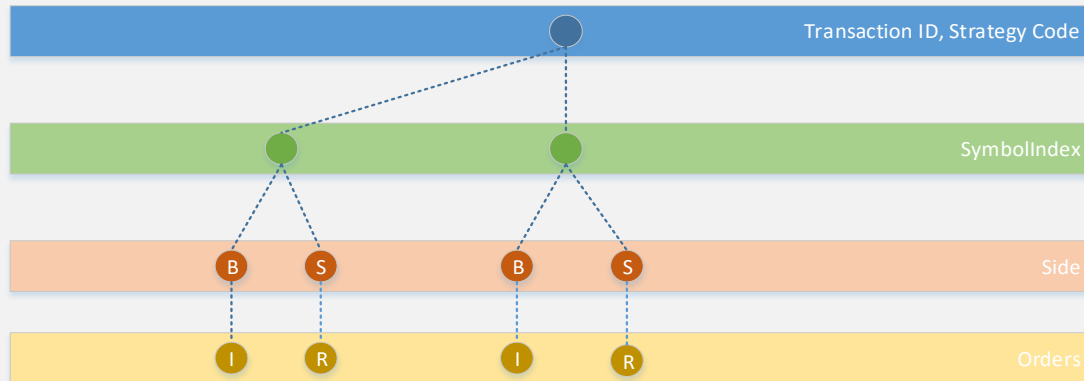 Transaction ID, Strategy Code
SymbolIndex
B S B S Side
I R I R Orders